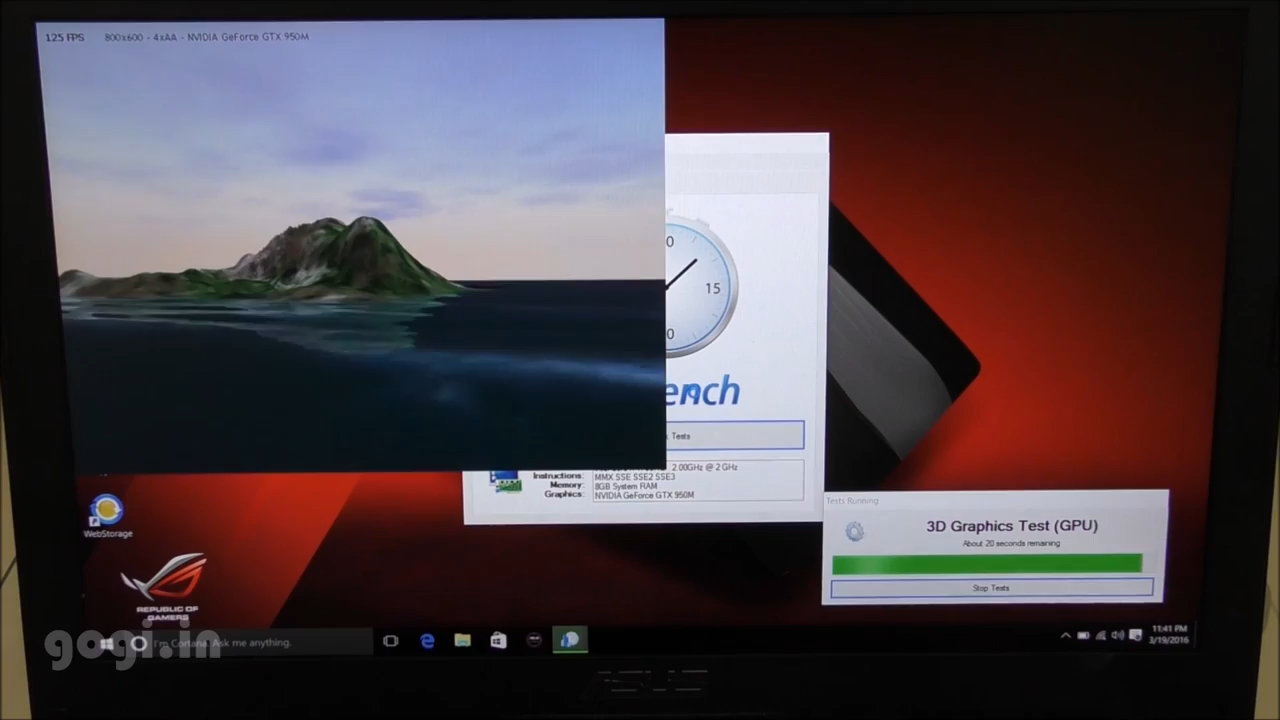 125 FPS 800x600 - 4xAA - NVIDIA GeForce GTX 950M
0
15
0
ench
Tests
2.00GHz @ 2 GHz
Instructions: MMX SSE SSE2 SSE3
Memory: 8GB System RAM
Graphics: NVIDIA GeForce GTX 950M
Tests Running
3D Graphics Test (GPU)
About 20 seconds remaining
Stop Tests
WebStorage
REPUBLIC OF
GAMERS
I'm Cortana. Ask me anything.
11:41 PM
3/19/2016
gogi.in
ASUS